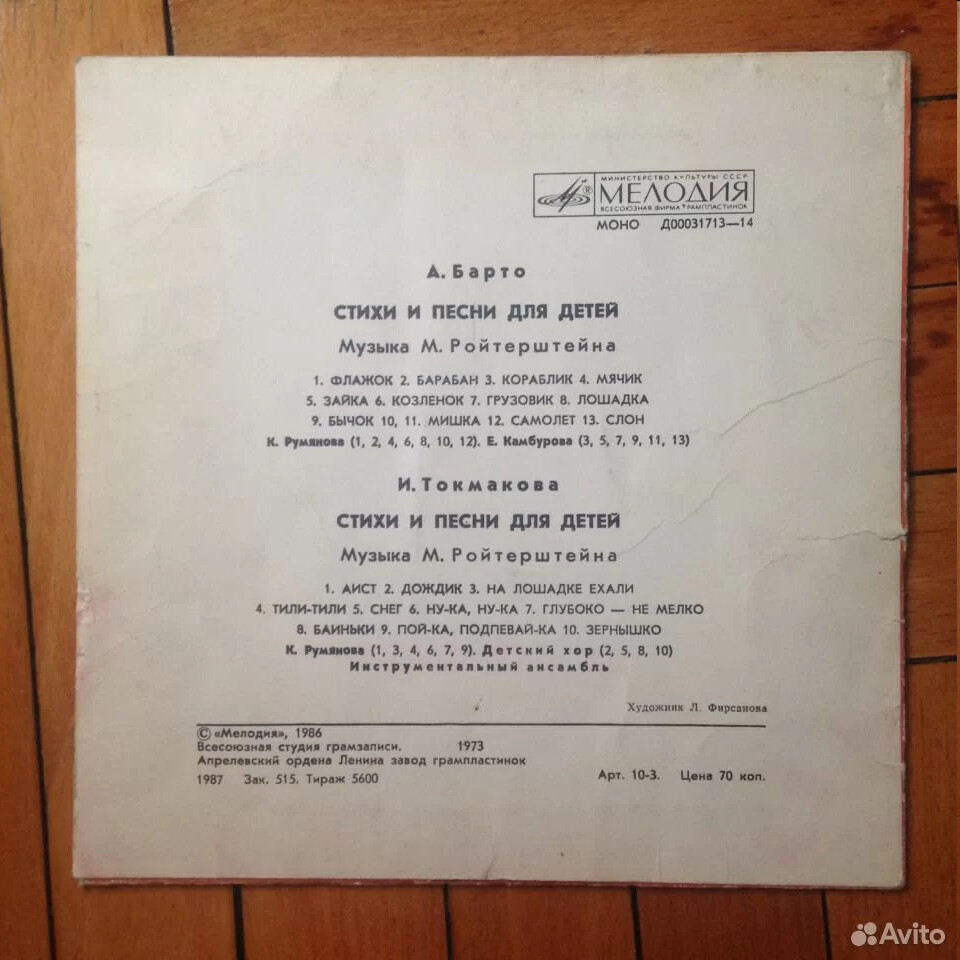 МИНИСТЕРСТВО КУЛЬТУРЫ СССР
МЕЛОДИЯ
ВСЕСОЮЗНАЯ ФИРМА ГРАМПЛАСТИНОК
МОНО Д00031713—14
А. Барто
СТИХИ И ПЕСНИ ДЛЯ ДЕТЕЙ
Музыка М. Ройтерштейна
1. ФЛАЖОК 2. БАРАБАН 3. КОРАБЛИК 4. МЯЧИК
5. ЗАЙКА 6. КОЗЛЕНОК 7. ГРУЗОВИК 8. ЛОШАДКА
9. БЫЧОК 10, 11. МИШКА 12. САМОЛЕТ 13. СЛОН
К. Румянова (1, 2, 4, 6, 8, 10, 12). Е. Камбурова (3, 5, 7, 9, 11, 13)
И. Токмакова
СТИХИ И ПЕСНИ ДЛЯ ДЕТЕЙ
Музыка М. Ройтерштейна
1. АИСТ 2. ДОЖДИК 3. НА ЛОШАДКЕ ЕХАЛИ
4. ТИЛИ-ТИЛИ 5. СНЕГ 6. НУ-КА, НУ-КА 7. ГЛУБОКО — НЕ МЕЛКО
8. БАИНЬКИ 9. ПОЙ-КА, ПОДПЕВАЙ-КА 10. ЗЕРНЫШКО
К. Румянова (1, 3, 4, 6, 7, 9). Детский хор (2, 5, 8, 10)
Инструментальный ансамбль
Художник Л. Фирсанова
© «Мелодия», 1986
Всесоюзная студия грамзаписи. 1973
Апрелевский ордена Ленина завод грампластинок
1987 Зак. 515. Тираж 5600 Арт. 10-3. Цена 70 коп.
Avito